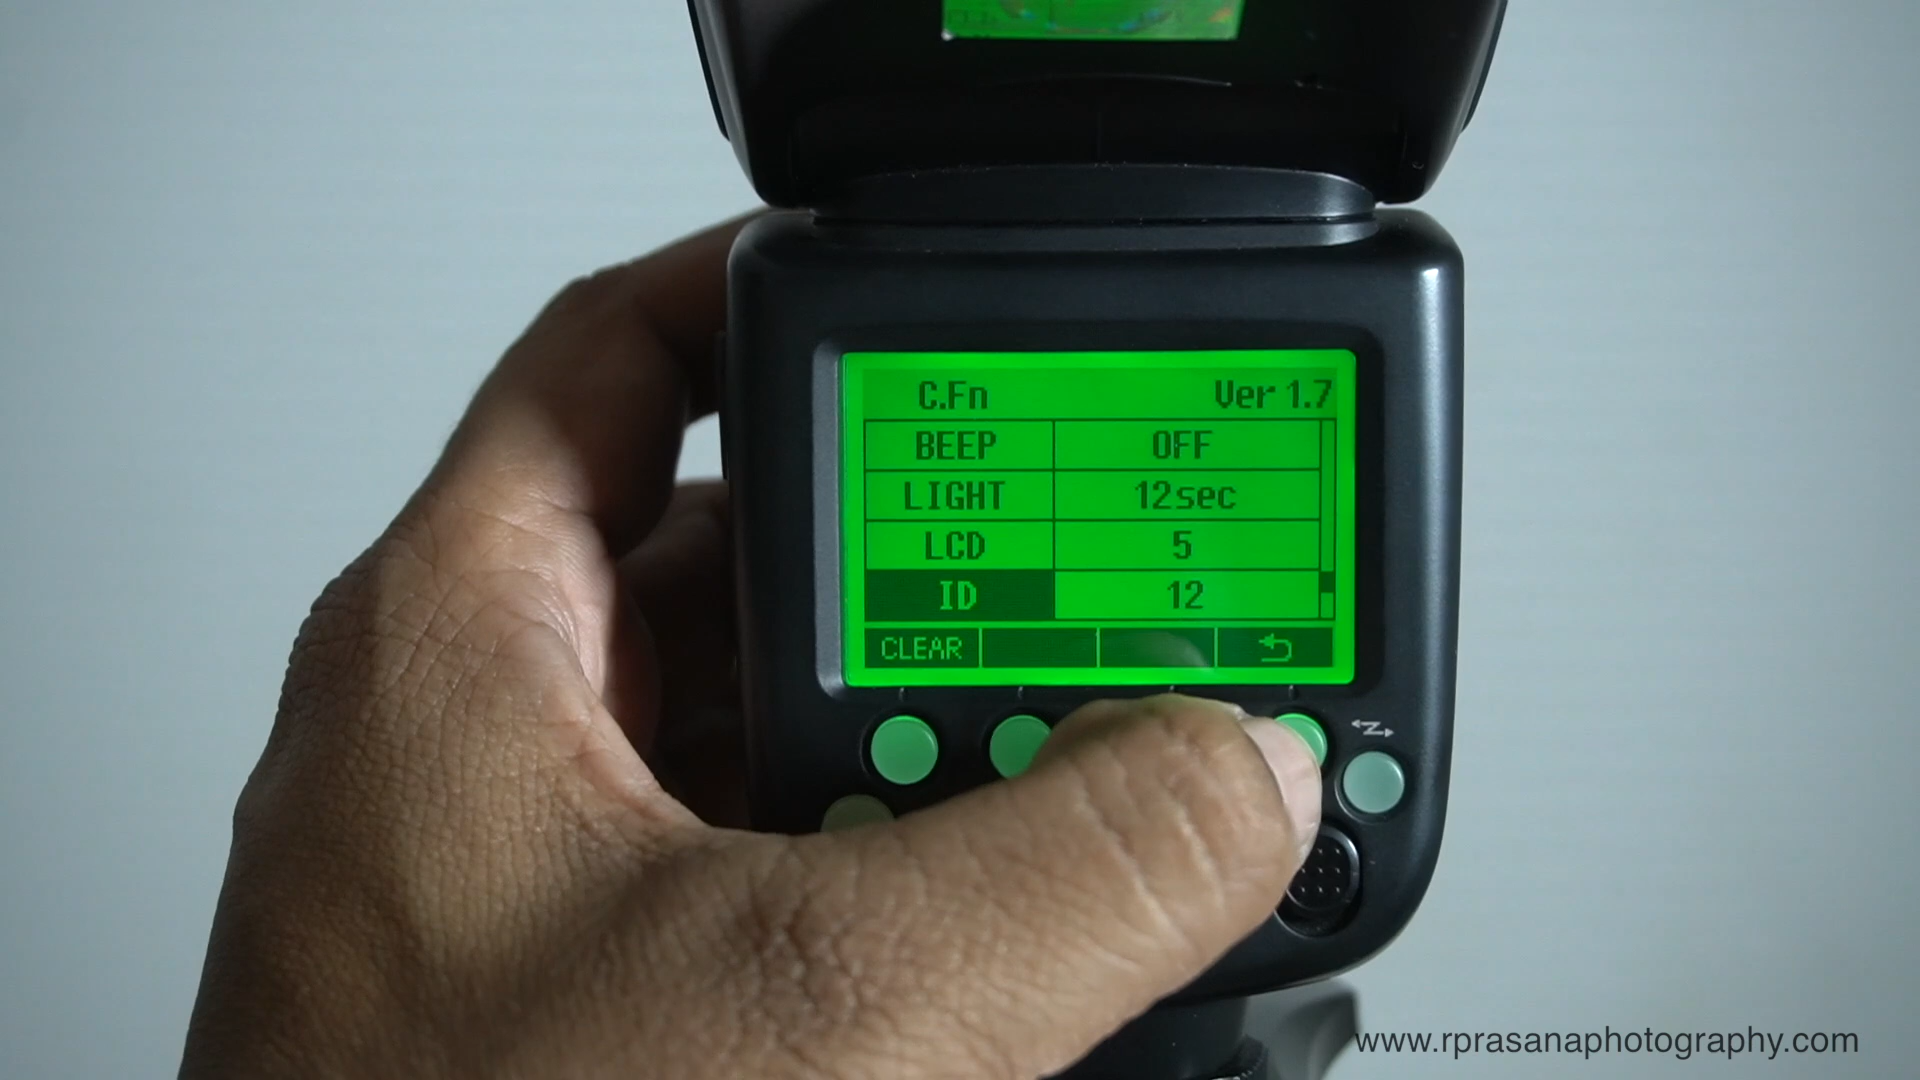 C.Fn Ver 1.7
BEEP OFF
LIGHT 12sec
LCD 5
ID 12
CLEAR
www.rprasanaphotography.com